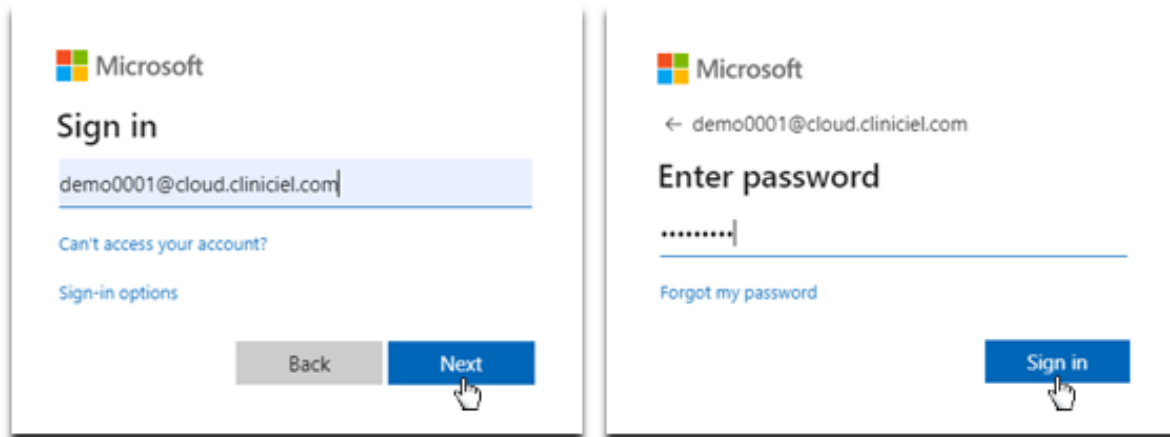 Microsoft
Sign in
demo0001@cloud.cliniciel.com
Can't access your account?
Sign-in options
Back
Next
Microsoft
← demo0001@cloud.cliniciel.com
Enter password
•••••••••
Forgot my password
Sign in